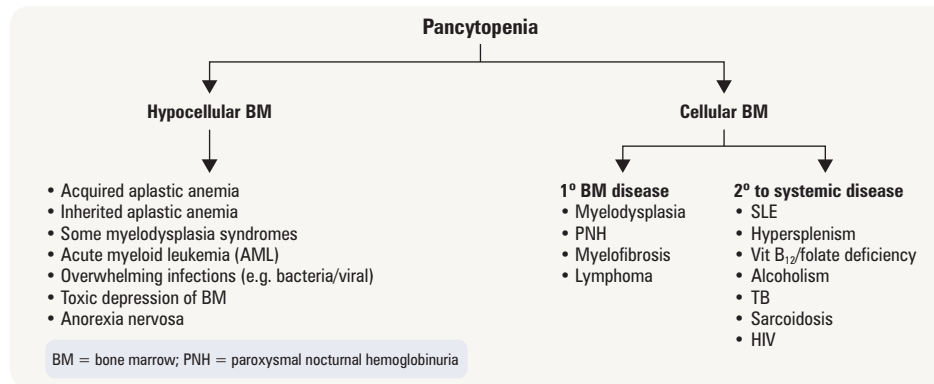 Pancytopenia
Hypocellular BM
• Acquired aplastic anemia
• Inherited aplastic anemia
• Some myelodysplasia syndromes
• Acute myeloid leukemia (AML)
• Overwhelming infections (e.g. bacteria/viral)
• Toxic depression of BM
• Anorexia nervosa
Cellular BM
1º BM disease
• Myelodysplasia
• PNH
• Myelofibrosis
• Lymphoma
2º to systemic disease
• SLE
• Hypersplenism
• Vit B₁₂/folate deficiency
• Alcoholism
• TB
• Sarcoidosis
• HIV
BM = bone marrow; PNH = paroxysmal nocturnal hemoglobinuria